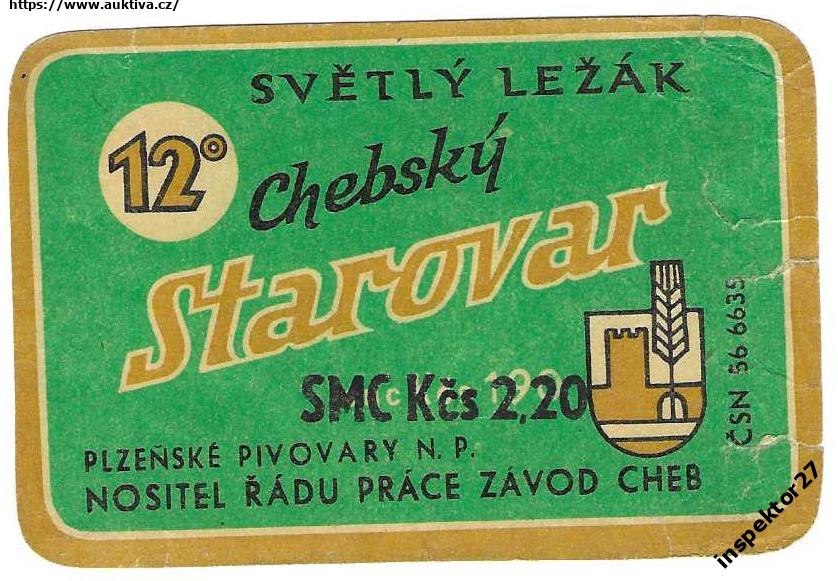 https://www.auktiva.cz/
SVĚTLÝ LEŽÁK
12°
Chebský
Starovar
SMC Kčs 2,20
ČSN 56 6635
PLZEŇSKÉ PIVOVARY N. P.
NOSITEL ŘÁDU PRÁCE ZÁVOD CHEB
inspektor27